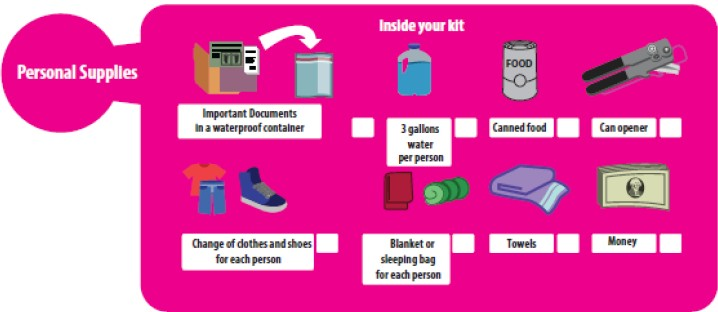 Inside your kit
Personal Supplies
FOOD
Important Documents
in a waterproof container
3 gallons
water
per person
Canned food
Can opener
Change of clothes and shoes
for each person
Blanket or
sleeping bag
for each person
Towels
Money